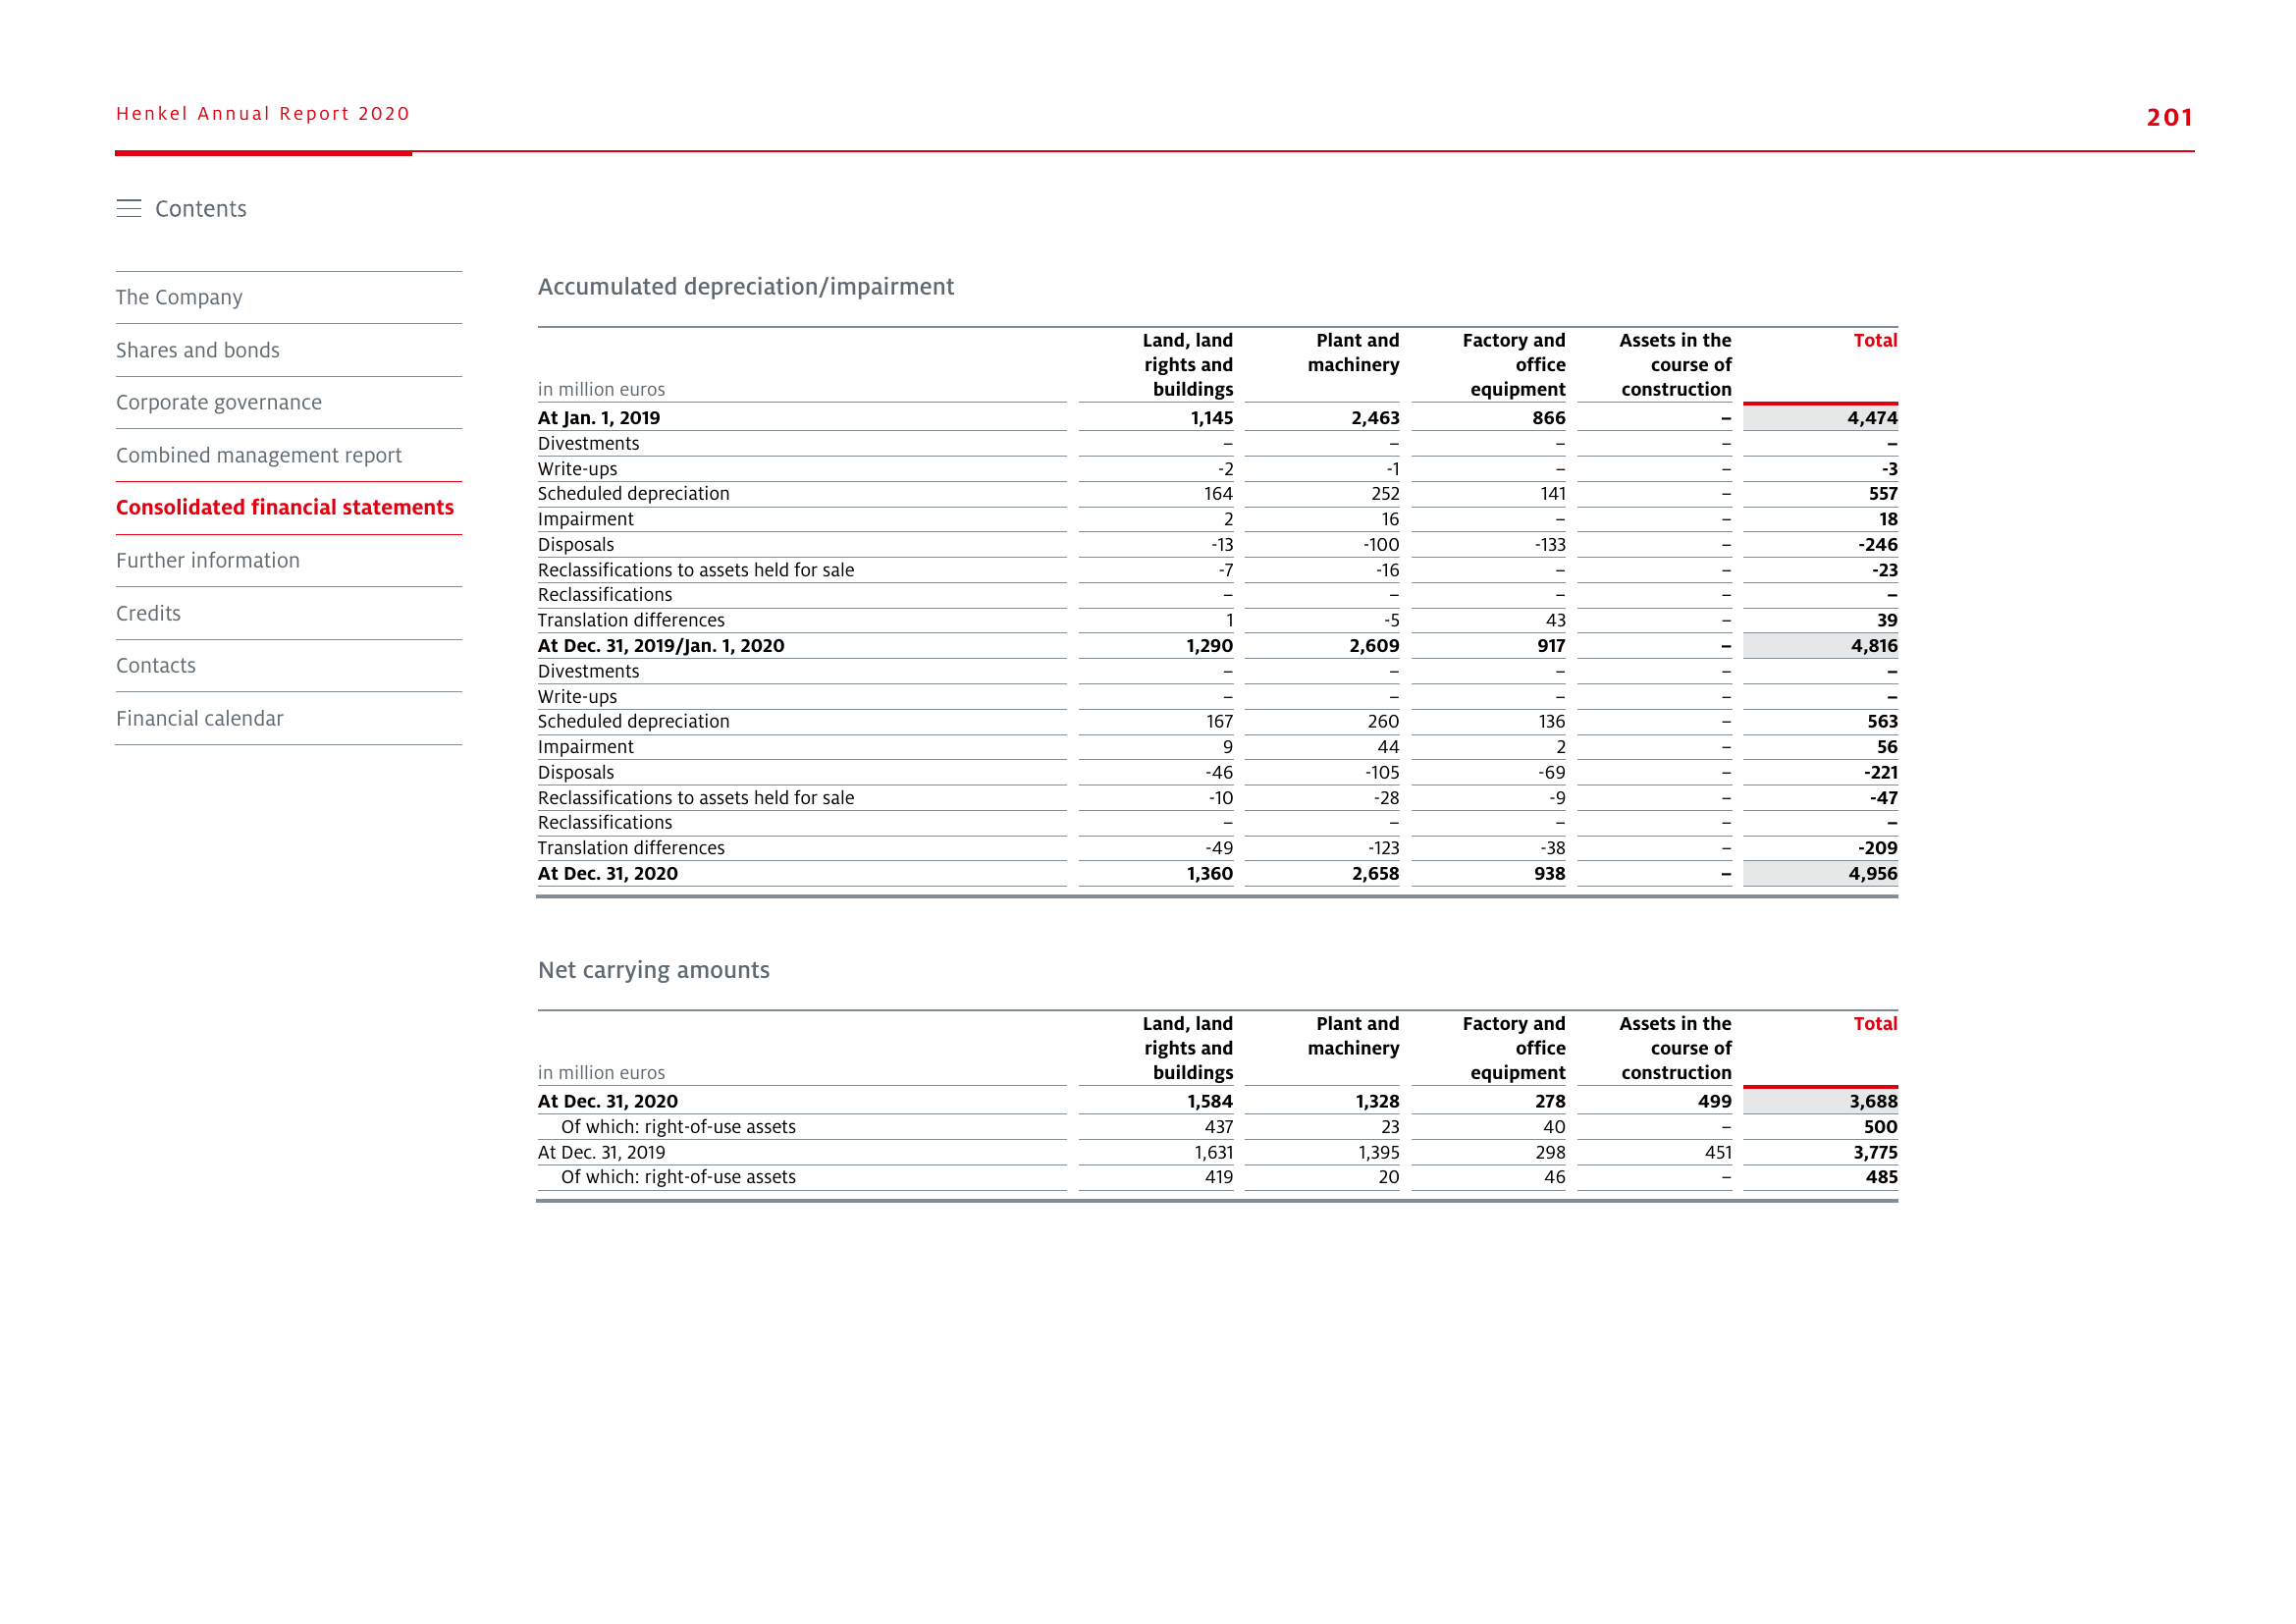 Henkel Annual Report 2020
201
Contents
The Company
Shares and bonds
Corporate governance
Combined management report
Consolidated financial statements
Further information
Credits
Contacts
Financial calendar
Accumulated depreciation/impairment
in million euros Land, land rights and buildings Plant and machinery Factory and office equipment Assets in the course of construction Total
At Jan. 1, 2019 1,145 2,463 866 – 4,474
Divestments – – – – –
Write-ups -2 -1 – – -3
Scheduled depreciation 164 252 141 – 557
Impairment 2 16 – – 18
Disposals -13 -100 -133 – -246
Reclassifications to assets held for sale -7 -16 – – -23
Reclassifications – – – – –
Translation differences 1 -5 43 – 39
At Dec. 31, 2019/Jan. 1, 2020 1,290 2,609 917 – 4,816
Divestments – – – – –
Write-ups – – – – –
Scheduled depreciation 167 260 136 – 563
Impairment 9 44 2 – 56
Disposals -46 -105 -69 – -221
Reclassifications to assets held for sale -10 -28 -9 – -47
Reclassifications – – – – –
Translation differences -49 -123 -38 – -209
At Dec. 31, 2020 1,360 2,658 938 – 4,956
Net carrying amounts
in million euros Land, land rights and buildings Plant and machinery Factory and office equipment Assets in the course of construction Total
At Dec. 31, 2020 1,584 1,328 278 499 3,688
Of which: right-of-use assets 437 23 40 – 500
At Dec. 31, 2019 1,631 1,395 298 451 3,775
Of which: right-of-use assets 419 20 46 – 485